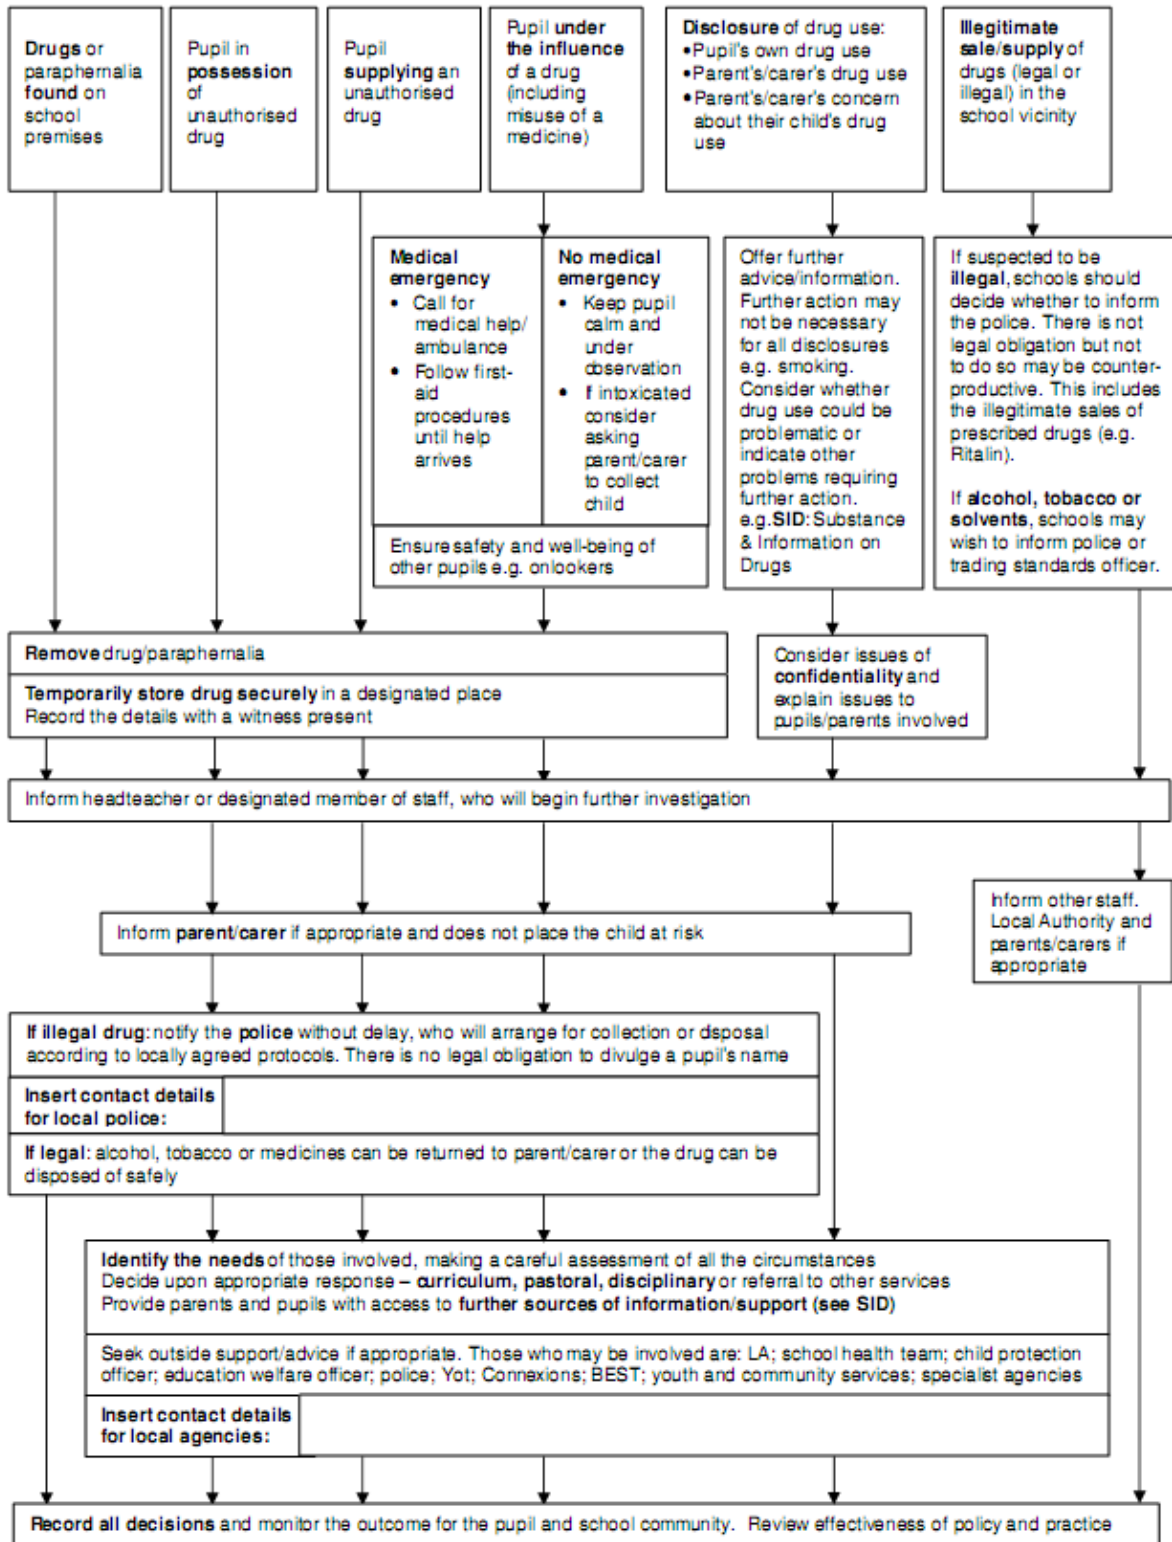 Drugs or
paraphernalia
found on
school
premises
Pupil in
possession
of
unauthorised
drug
Pupil
supplying an
unauthorised
drug
Pupil under
the influence
of a drug
(including
misuse of a
medicine)
Disclosure of drug use:
•Pupil's own drug use
•Parent's/carer's drug use
•Parent's/carer's concern
about their child's drug
use
Illegitimate
sale/supply of
drugs (legal or
illegal) in the
school vicinity
Medical
emergency
• Call for
medical help/
ambulance
• Follow first-
aid
procedures
until help
arrives
No medical
emergency
• Keep pupil
calm and
under
observation
• If intoxicated
consider
asking
parent/carer
to collect
child
Ensure safety and well-being of
other pupils e.g. onlookers
Offer further
advice/information.
Further action may
not be necessary
for all disclosures
e.g. smoking.
Consider whether
drug use could be
problematic or
indicate other
problems requiring
further action.
e.g.SID: Substance
& Information on
Drugs
If suspected to be
illegal, schools should
decide whether to inform
the police. There is not
legal obligation but not
to do so may be counter-
productive. This includes
the illegitimate sales of
prescribed drugs (e.g.
Ritalin).
If alcohol, tobacco or
solvents, schools may
wish to inform police or
trading standards officer.
Remove drug/paraphernalia
Temporarily store drug securely in a designated place
Record the details with a witness present
Consider issues of
confidentiality and
explain issues to
pupils/parents involved
Inform headteacher or designated member of staff, who will begin further investigation
Inform parent/carer if appropriate and does not place the child at risk
Inform other staff.
Local Authority and
parents/carers if
appropriate
If illegal drug: notify the police without delay, who will arrange for collection or disposal
according to locally agreed protocols. There is no legal obligation to divulge a pupil's name
Insert contact details
for local police:
If legal: alcohol, tobacco or medicines can be returned to parent/carer or the drug can be
disposed of safely
Identify the needs of those involved, making a careful assessment of all the circumstances
Decide upon appropriate response – curriculum, pastoral, disciplinary or referral to other services
Provide parents and pupils with access to further sources of information/support (see SID)
Seek outside support/advice if appropriate. Those who may be involved are: LA; school health team; child protection
officer; education welfare officer; police; Yot; Connexions; BEST; youth and community services; specialist agencies
Insert contact details
for local agencies:
Record all decisions and monitor the outcome for the pupil and school community. Review effectiveness of policy and practice